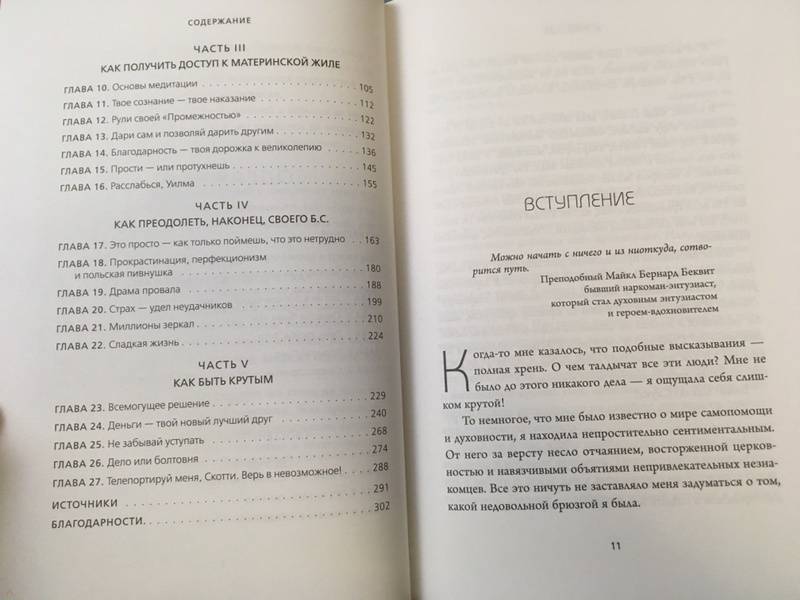 СОДЕРЖАНИЕ
ЧАСТЬ III
КАК ПОЛУЧИТЬ ДОСТУП К МАТЕРИНСКОЙ ЖИЛЕ
ГЛАВА 10. Основы медитации . . . . . . . . . . . . . . . . . . . 105
ГЛАВА 11. Твое сознание — твое наказание . . . . . . . . . . . 112
ГЛАВА 12. Рули своей «Промежностью» . . . . . . . . . . . . . 122
ГЛАВА 13. Дари сам и позволяй дарить другим . . . . . . . . . 132
ГЛАВА 14. Благодарность — твоя дорожка к великолепию . . . 136
ГЛАВА 15. Прости — или протухнешь . . . . . . . . . . . . . . 145
ГЛАВА 16. Расслабься, Уилма . . . . . . . . . . . . . . . . . . 155
ЧАСТЬ IV
КАК ПРЕОДОЛЕТЬ, НАКОНЕЦ, СВОЕГО Б.С.
ГЛАВА 17. Это просто — как только поймешь, что это нетрудно . . 163
ГЛАВА 18. Прокрастинация, перфекционизм
и польская пивнушка . . . . . . . . . . . . . . . . . . . 180
ГЛАВА 19. Драма провала . . . . . . . . . . . . . . . . . . . . 188
ГЛАВА 20. Страх — удел неудачников . . . . . . . . . . . . . . 199
ГЛАВА 21. Миллионы зеркал . . . . . . . . . . . . . . . . . . . 210
ГЛАВА 22. Сладкая жизнь . . . . . . . . . . . . . . . . . . . . 224
ЧАСТЬ V
КАК БЫТЬ КРУТЫМ
ГЛАВА 23. Всемогущее решение . . . . . . . . . . . . . . . . . 229
ГЛАВА 24. Деньги — твой новый лучший друг . . . . . . . . . . 240
ГЛАВА 25. Не забывай уступать . . . . . . . . . . . . . . . . . 268
ГЛАВА 26. Дело или болтовня . . . . . . . . . . . . . . . . . . 274
ГЛАВА 27. Телепортируй меня, Скотти. Верь в невозможное! . . . 288
ИСТОЧНИКИ . . . . . . . . . . . . . . . . . . . . . . . . . . . 291
БЛАГОДАРНОСТИ. . . . . . . . . . . . . . . . . . . . . . . . . 302
ВСТУПЛЕНИЕ
Можно начать с ничего и из ниоткуда, сотво-
рится путь.
Преподобный Майкл Бернард Беквит
бывший наркоман-энтузиаст,
который стал духовным энтузиастом
и героем-вдохновителем
Когда-то мне казалось, что подобные высказывания —
полная хрень. О чем талдычат все эти люди? Мне не
было до этого никакого дела — я ощущала себя слиш-
ком крутой!
То немногое, что мне было известно о мире самопомощи
и духовности, я находила непростительно сентиментальным.
От него за версту несло отчаянием, восторженной церков-
ностью и навязчивыми объятиями непривлекательных незна-
комцев. Все это ничуть не заставляло меня задуматься о том,
какой недовольной брюзгой я была.
11